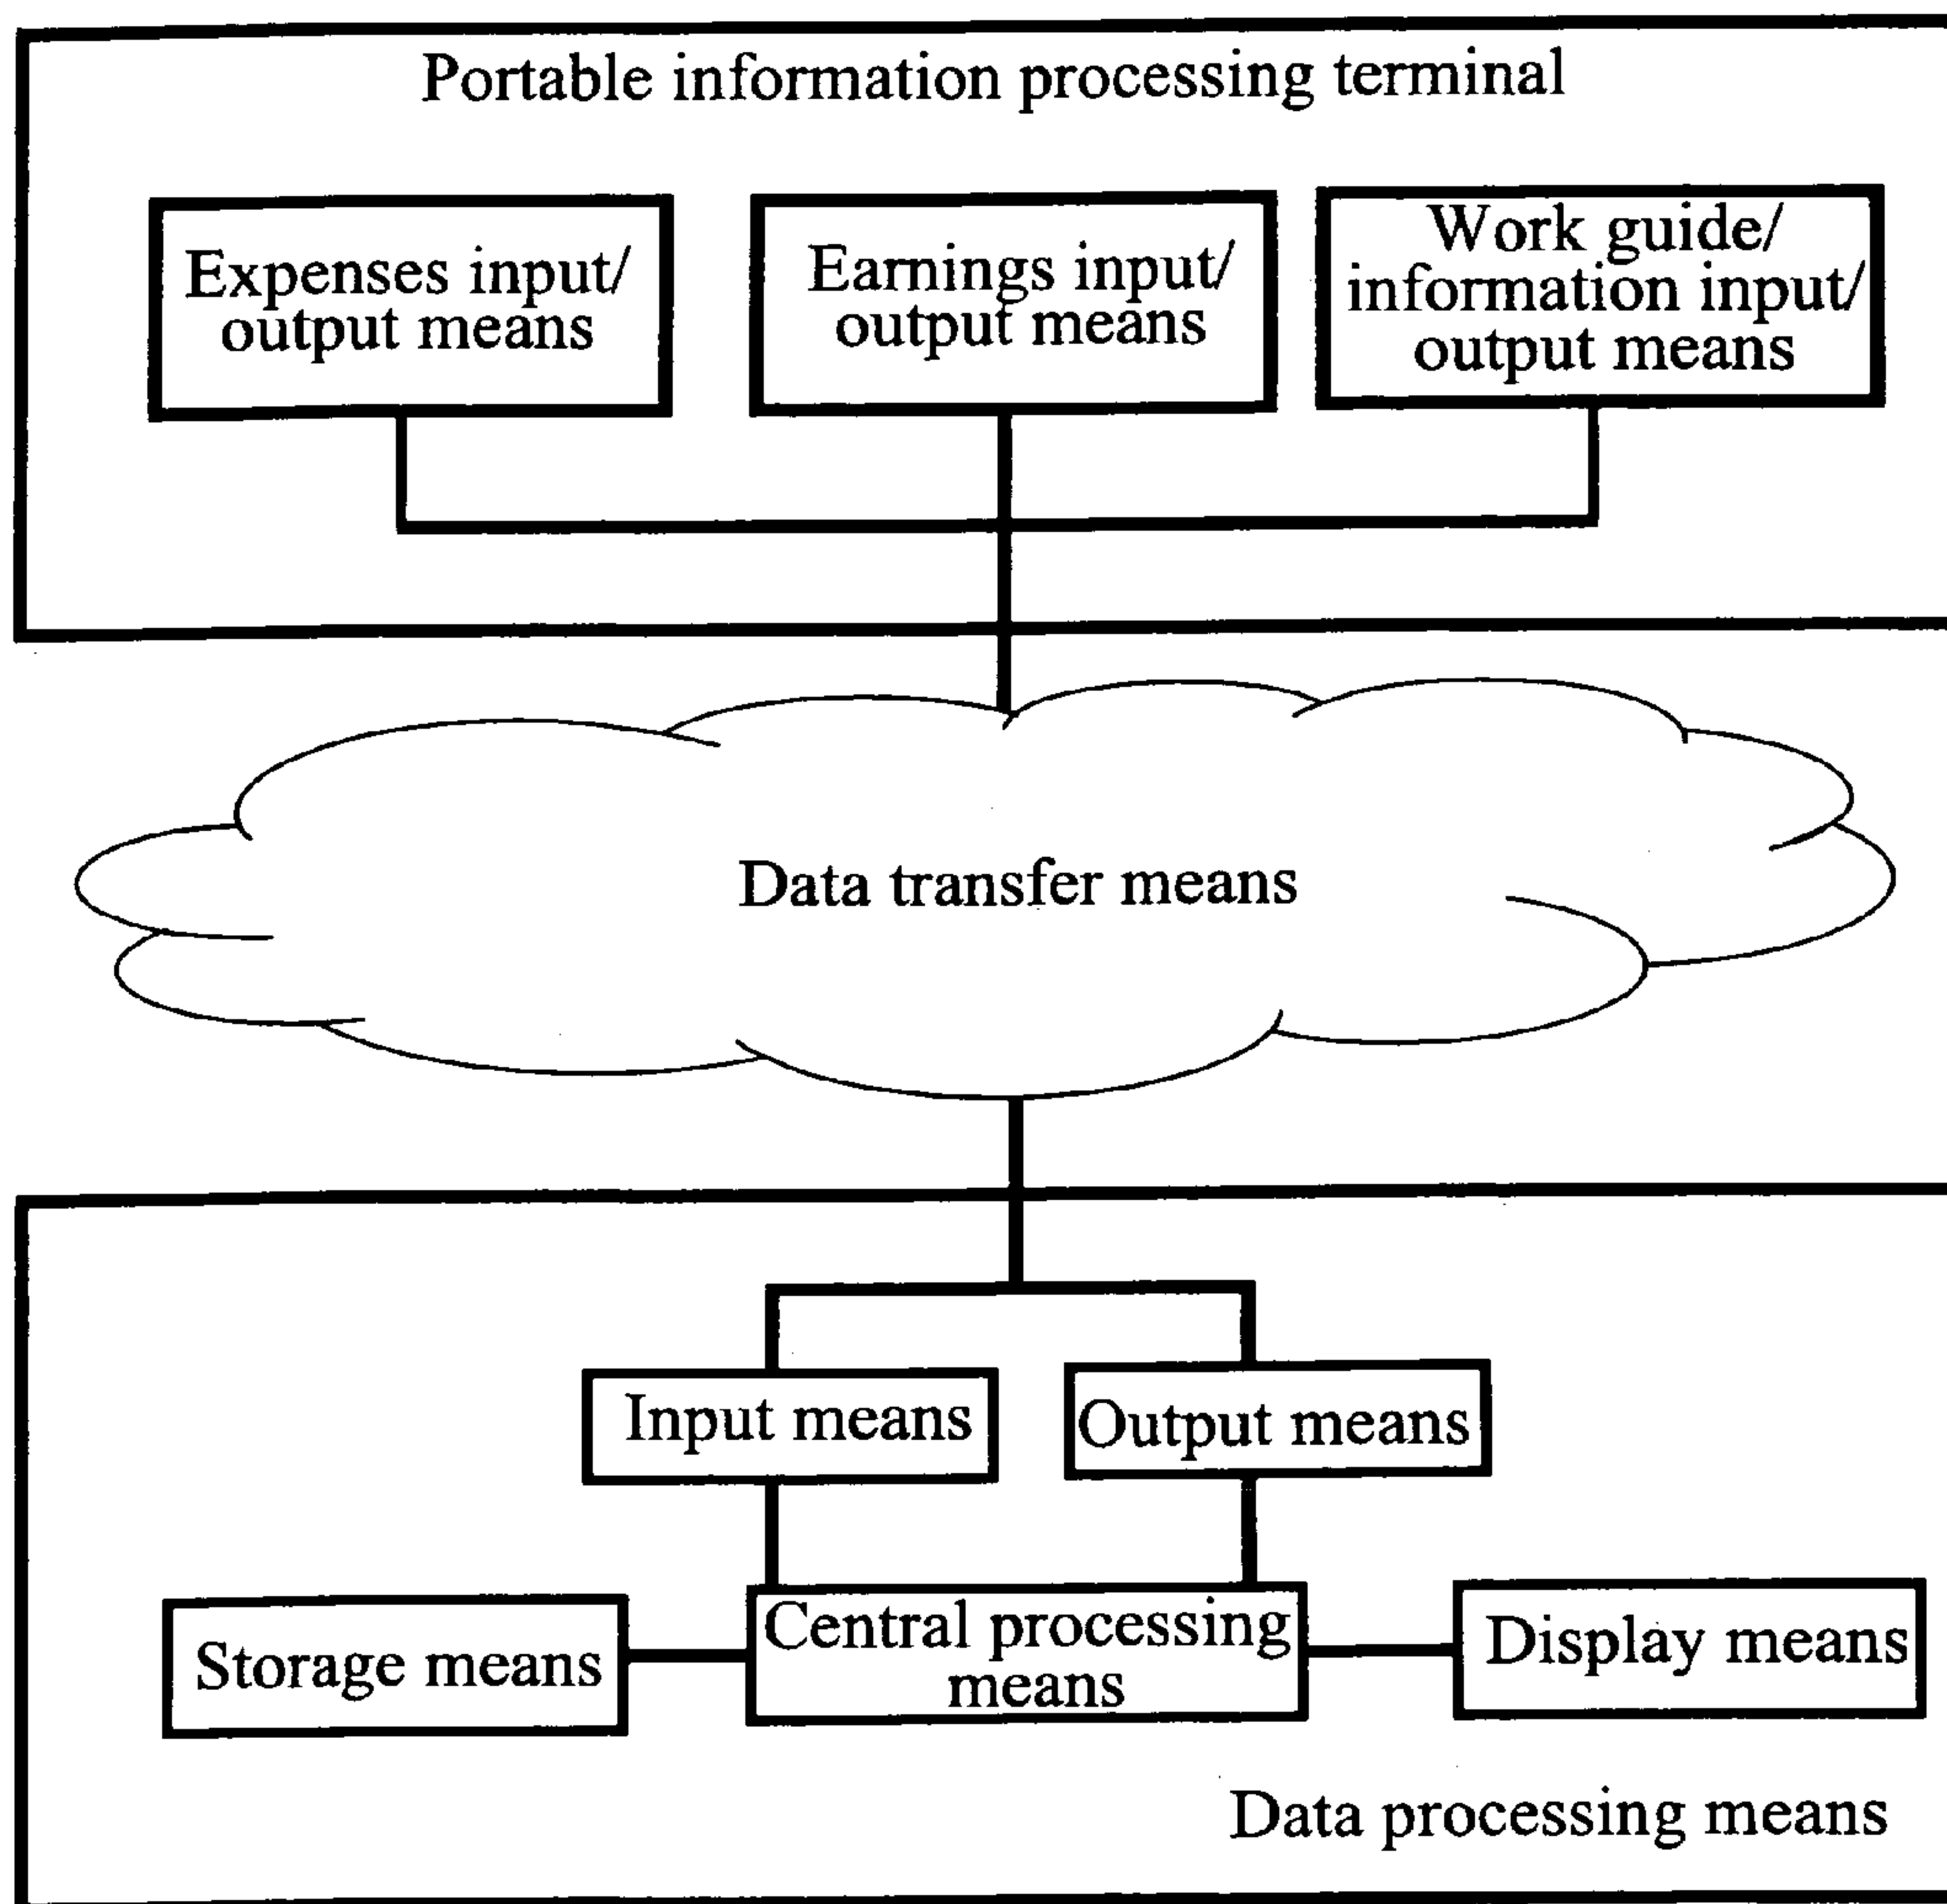 Portable information processing terminal
Expenses input/
output means
Earnings input/
output means
Work guide/
information input/
output means
Data transfer means
Input means
Output means
Storage means
Central processing
means
Display means
Data processing means